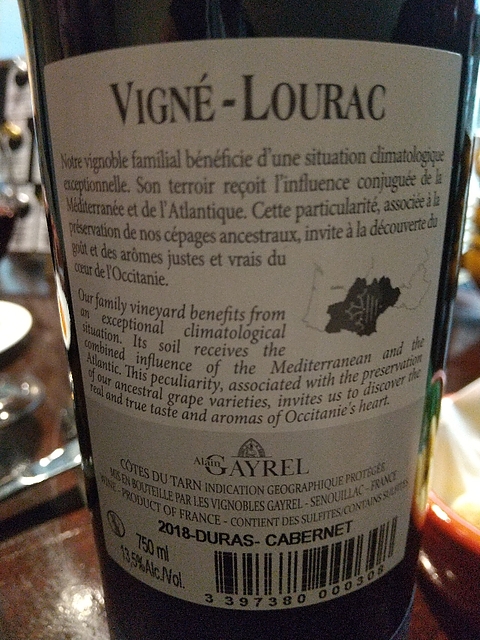 VIGNÉ - LOURAC
Notre vignoble familial bénéficie d'une situation climatologique
exceptionnelle. Son terroir reçoit l'influence conjuguée de la
Méditerranée et de l'Atlantique. Cette particularité, associée à la
préservation de nos cépages ancestraux, invite à la découverte du
goût et des arômes justes et vrais du
cœur de l'Occitanie.
Our family vineyard benefits from
an exceptional climatological
situation. Its soil receives the
combined influence of the Mediterranean and the
Atlantic. This peculiarity, associated with the preservation
of our ancestral grape varieties, invites us to discover the
real and true taste and aromas of Occitanie's heart.
Alain
GAYREL
CÔTES DU TARN INDICATION GÉOGRAPHIQUE PROTÉGÉE
MIS EN BOUTEILLE PAR LES VIGNOBLES GAYREL - SENOUILLAC - FRANCE
WINE - PRODUCT OF FRANCE - CONTIENT DES SULFITES/CONTAINS SULFITES
2018-DURAS- CABERNET
750 ml
13,5%Alc./Vol.
3 397380 000308